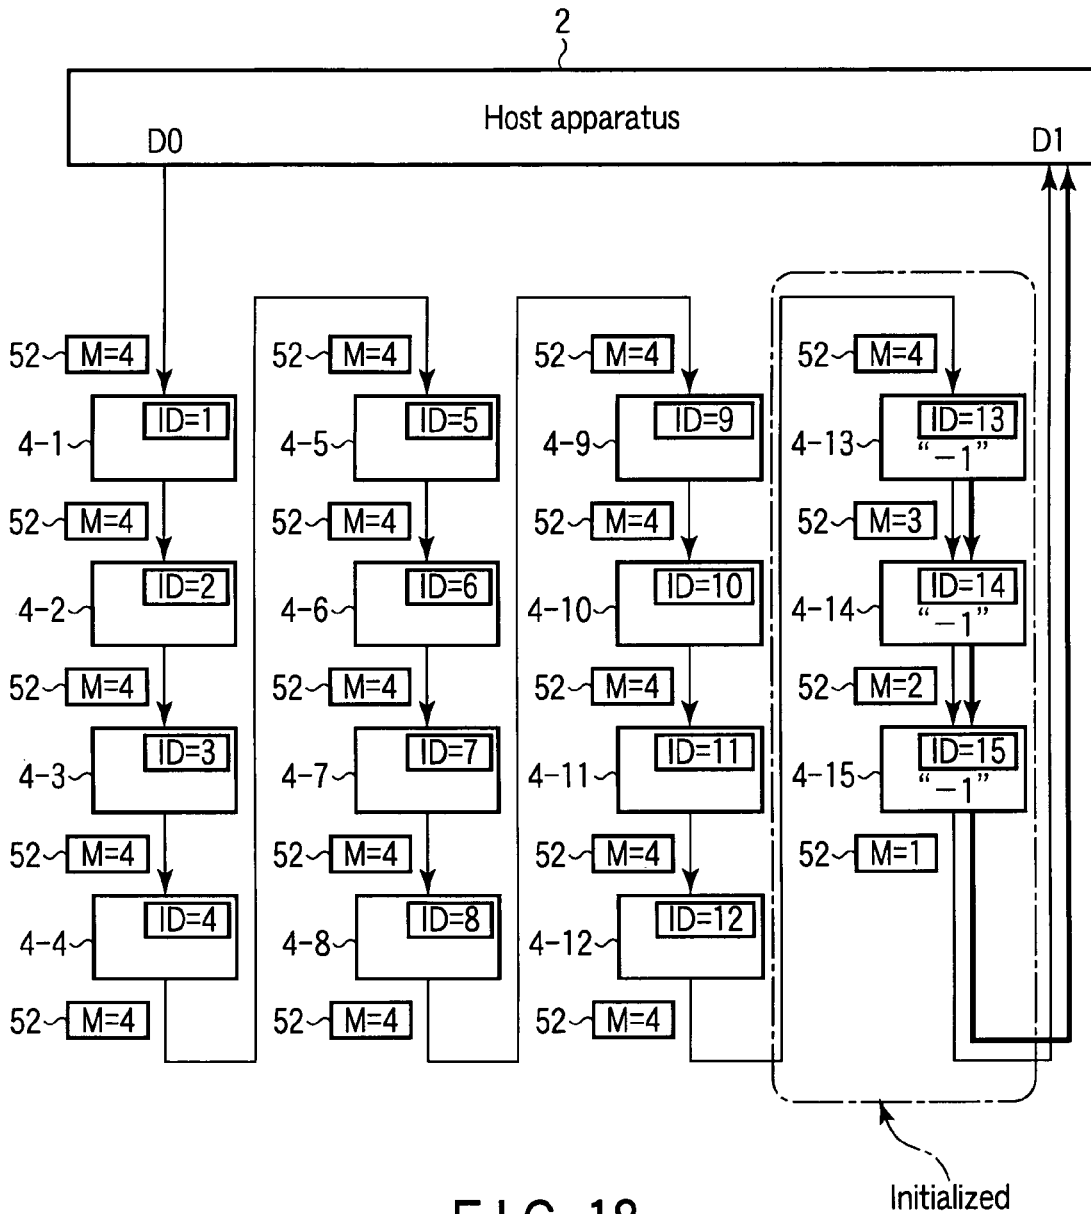 2
Host apparatus
D0
D1
52 M=4
52 M=4
52 M=4
52 M=4
4-1 ID=1
4-5 ID=5
4-9 ID=9
4-13 ID=13
“-1”
52 M=4
52 M=4
52 M=4
52 M=3
4-2 ID=2
4-6 ID=6
4-10 ID=10
4-14 ID=14
“-1”
52 M=4
52 M=4
52 M=4
52 M=2
4-3 ID=3
4-7 ID=7
4-11 ID=11
4-15 ID=15
“-1”
52 M=4
52 M=4
52 M=4
52 M=1
4-4 ID=4
4-8 ID=8
4-12 ID=12
52 M=4
52 M=4
52 M=4
Initialized
FIG. 18